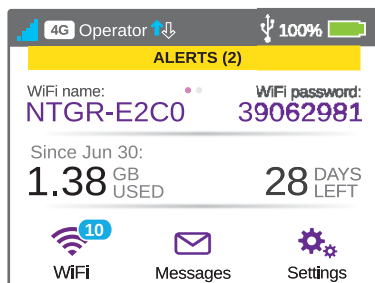 4G Operator 100%
ALERTS (2)
WiFi name: WiFi password:
NTGR-E2C0 39062981
Since Jun 30:
1.38 GB USED 28 DAYS LEFT
10
WiFi Messages Settings